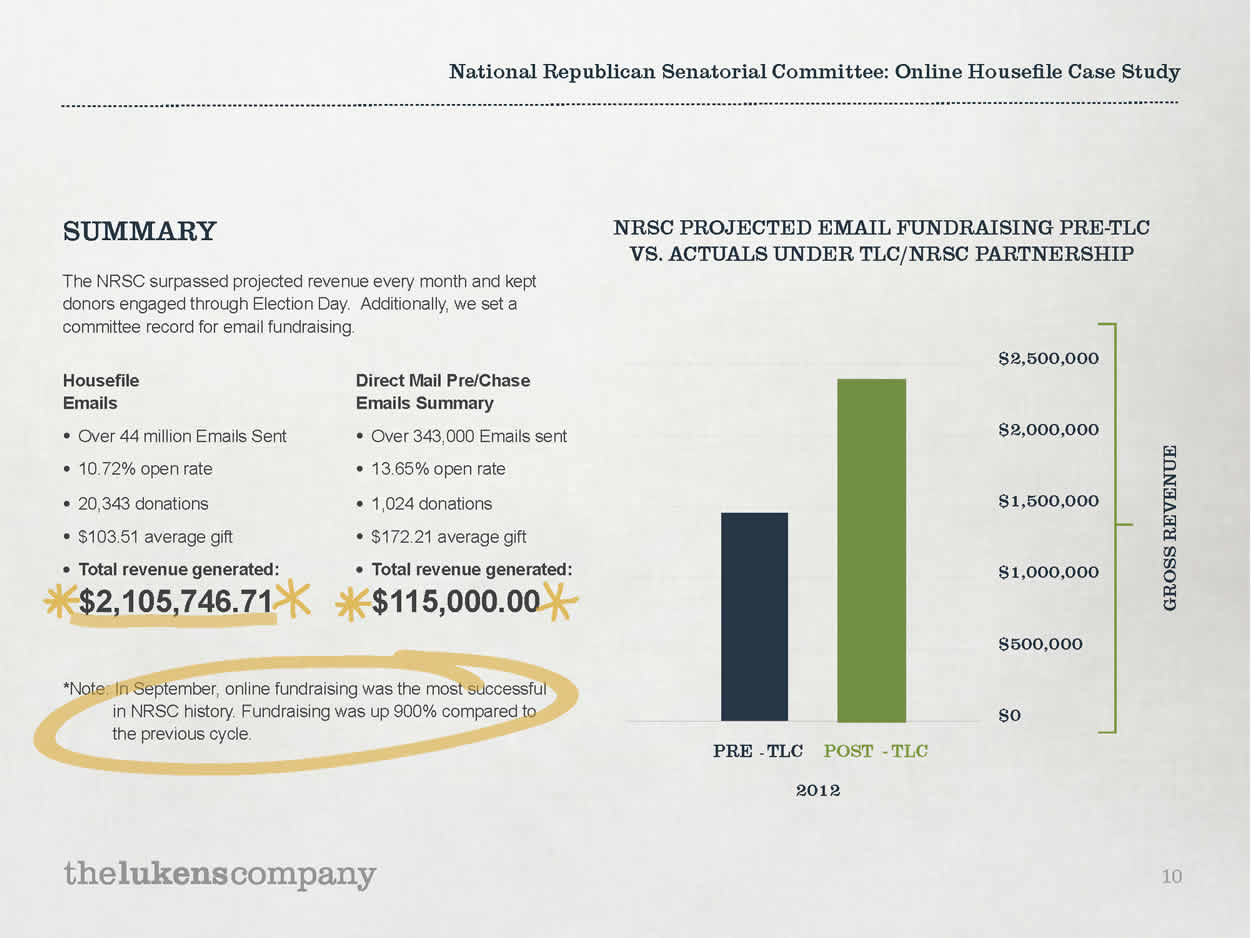 National Republican Senatorial Committee: Online Housefile Case Study
SUMMARY
The NRSC surpassed projected revenue every month and kept
donors engaged through Election Day.  Additionally, we set a
committee record for email fundraising.
Housefile
Emails
• Over 44 million Emails Sent
• 10.72% open rate
• 20,343 donations
• $103.51 average gift
• Total revenue generated:
$2,105,746.71
Direct Mail Pre/Chase
Emails Summary
• Over 343,000 Emails sent
• 13.65% open rate
• 1,024 donations
• $172.21 average gift
• Total revenue generated:
$115,000.00
*Note: In September, online fundraising was the most successful
in NRSC history. Fundraising was up 900% compared to
the previous cycle.
NRSC PROJECTED EMAIL FUNDRAISING PRE-TLC
VS. ACTUALS UNDER TLC/NRSC PARTNERSHIP
$2,500,000
$2,000,000
$1,500,000
$1,000,000
$500,000
$0
GROSS REVENUE
PRE - TLC
POST - TLC
2012
thelukenscompany
10